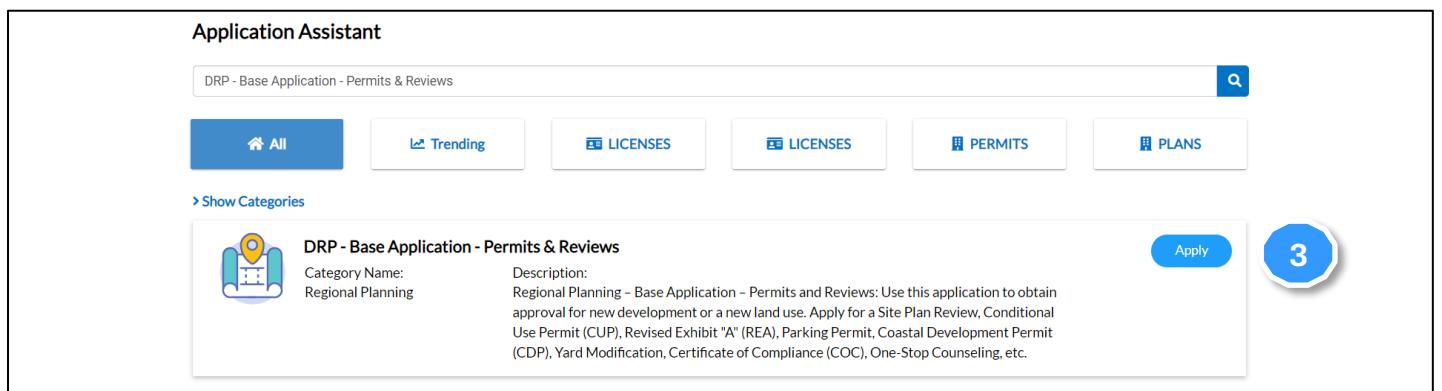 Application Assistant
DRP - Base Application - Permits & Reviews
All
Trending
LICENSES
LICENSES
PERMITS
PLANS
Show Categories
DRP - Base Application - Permits & Reviews
Apply
3
Category Name:
Regional Planning
Description:
Regional Planning – Base Application – Permits and Reviews: Use this application to obtain
approval for new development or a new land use. Apply for a Site Plan Review, Conditional
Use Permit (CUP), Revised Exhibit "A" (REA), Parking Permit, Coastal Development Permit
(CDP), Yard Modification, Certificate of Compliance (COC), One-Stop Counseling, etc.